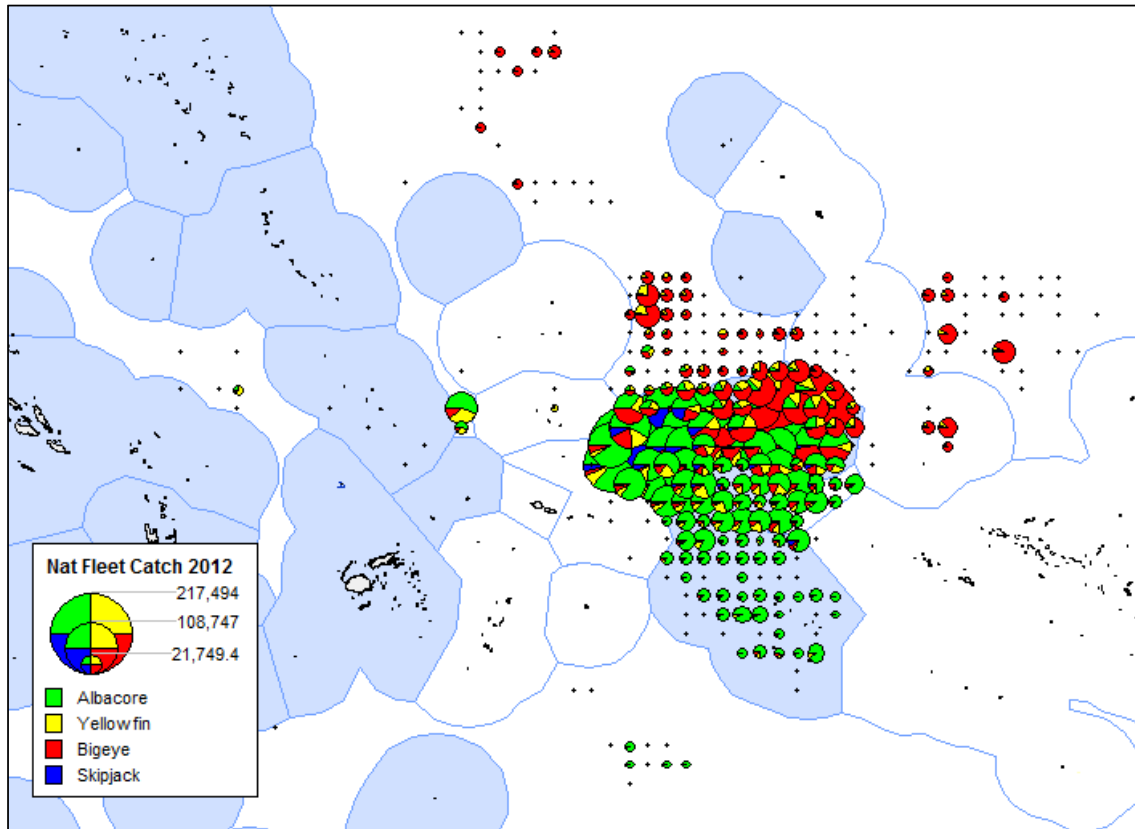 Nat Fleet Catch 2012
217,494
108,747
21,749.4
Albacore
Yellowfin
Bigeye
Skipjack